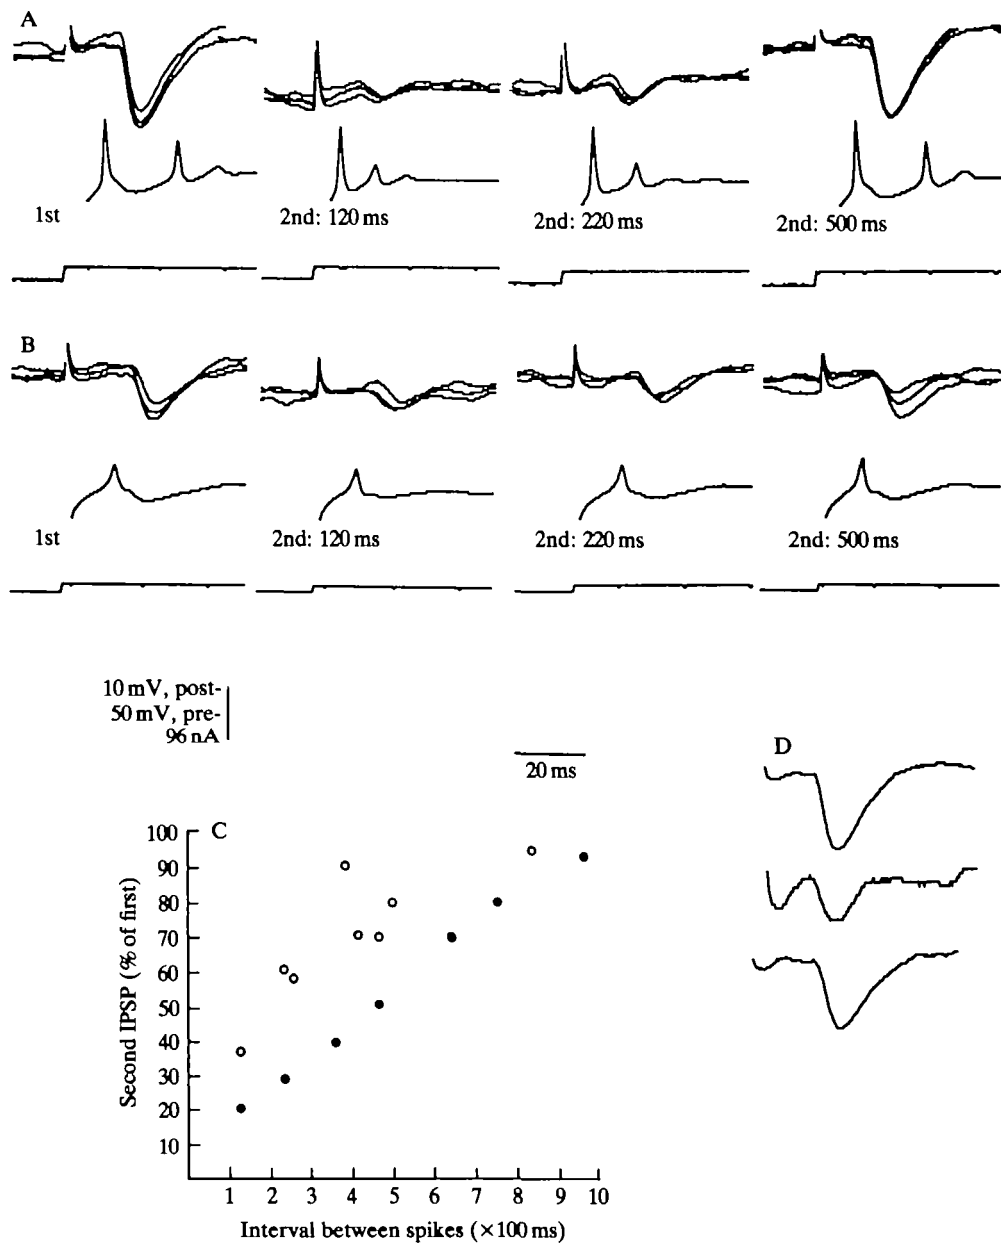 A
1st
2nd: 120 ms
2nd: 220 ms
2nd: 500 ms
B
1st
2nd: 120 ms
2nd: 220 ms
2nd: 500 ms
10 mV, post-
50 mV, pre-
96 nA
20 ms
D
C
100
90
80
70
60
50
40
30
20
10
Second IPSP (% of first)
1 2 3 4 5 6 7 8 9 10
Interval between spikes (×100 ms)